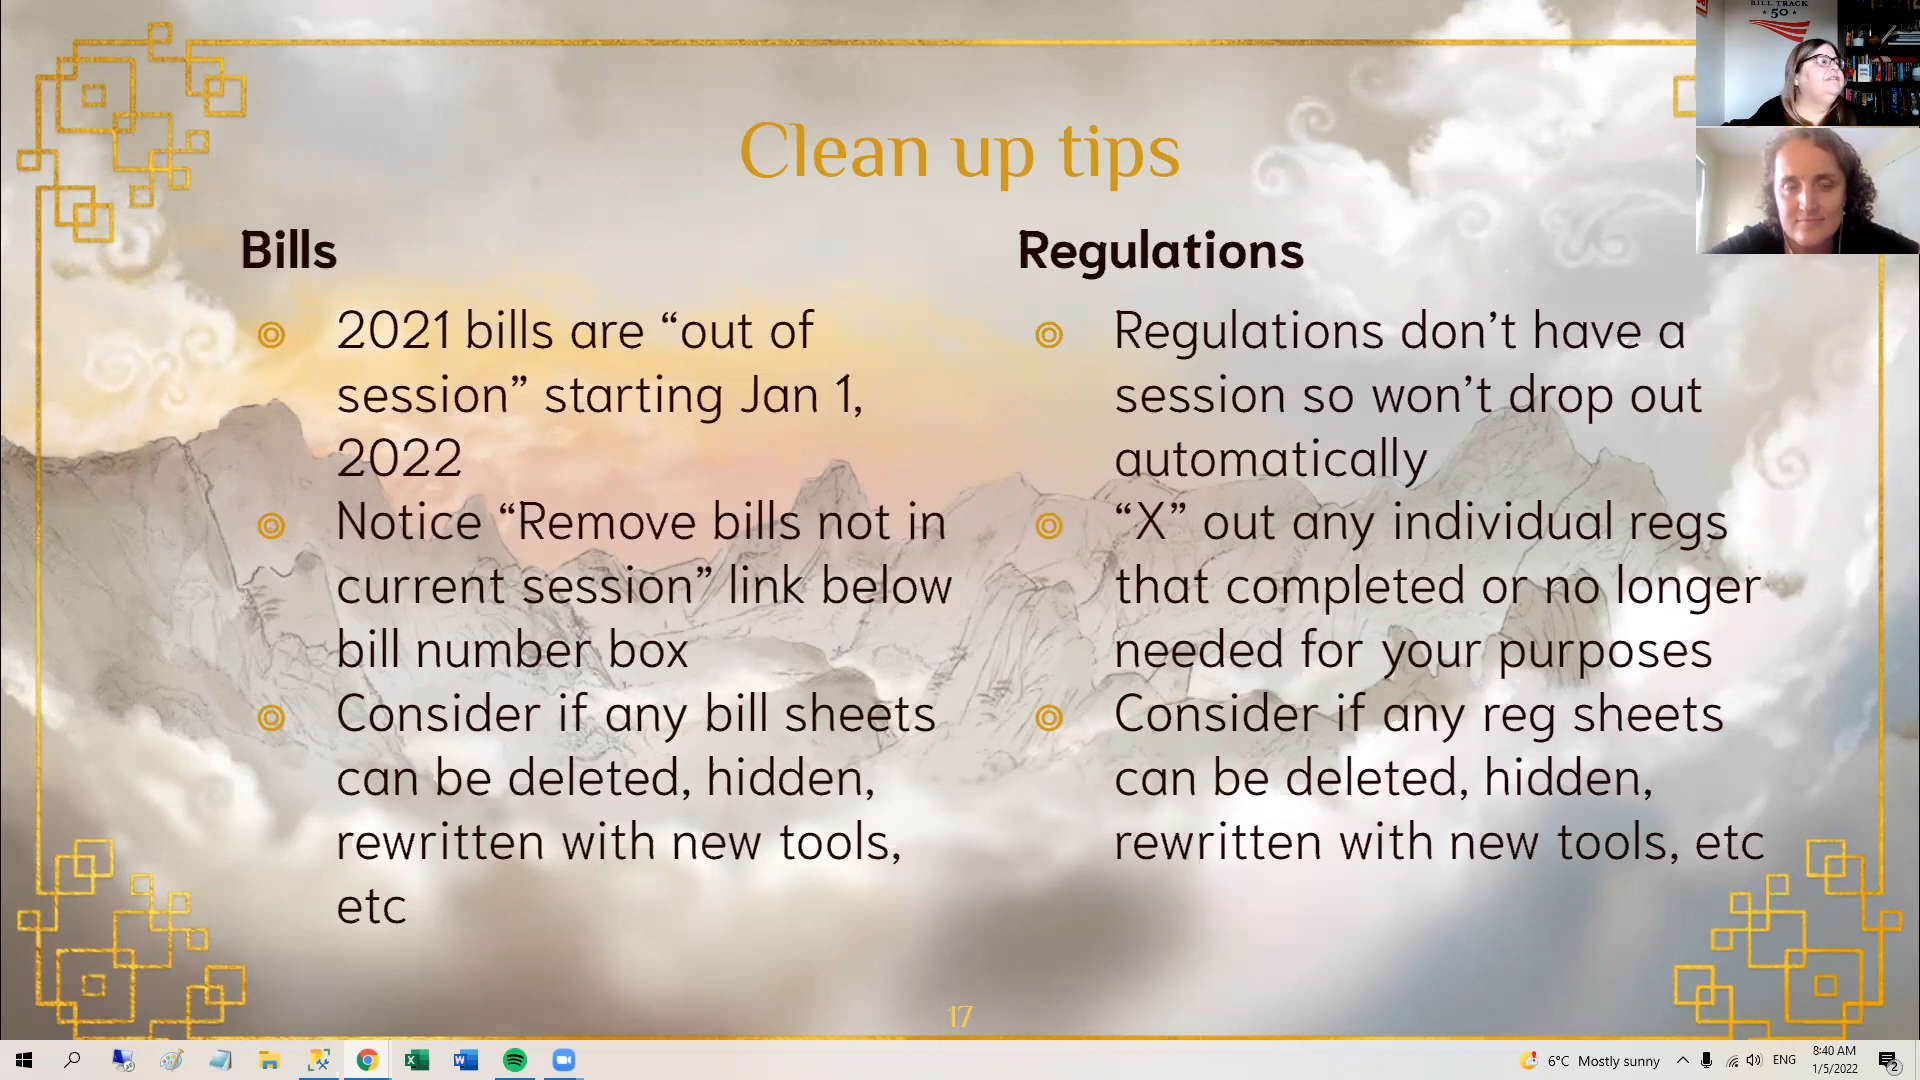 BILL TRACK
50
Clean up tips
Bills
2021 bills are “out of
session” starting Jan 1,
2022
Notice “Remove bills not in
current session” link below
bill number box
Consider if any bill sheets
can be deleted, hidden,
rewritten with new tools,
etc
Regulations
Regulations don’t have a
session so won’t drop out
automatically
“X” out any individual regs
that completed or no longer
needed for your purposes
Consider if any reg sheets
can be deleted, hidden,
rewritten with new tools, etc
17
6°C Mostly sunny
ENG
8:40 AM
1/5/2022
2